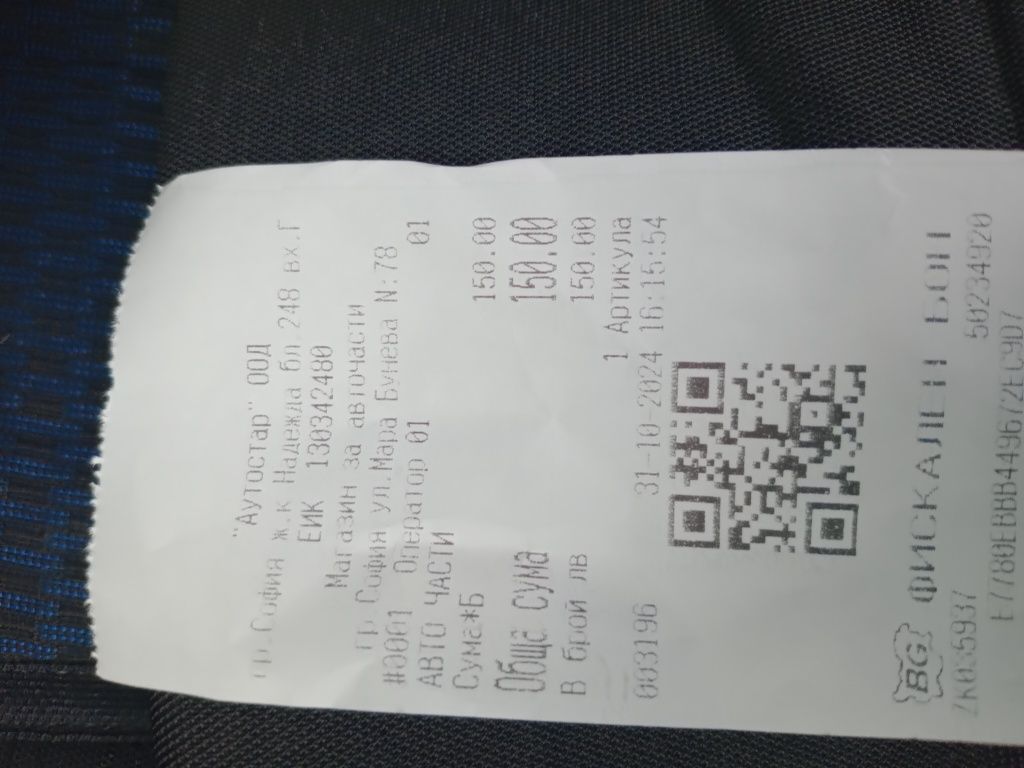 "Аутостар" ООД
гр.София ж.к Надежда бл.248 вх.Г
ЕИК 130342480
Магазин за авточасти
гр.София ул.Мара Бунева N:78
#0001 Оператор 01 01
АВТО ЧАСТИ
Сума*Б 150.00
Обща сума 150.00
В брой лв 150.00
1 Артикула
003196 31-10-2024 16:15:54
BG ФИСКАЛЕН БОН
ZK035937 50234920